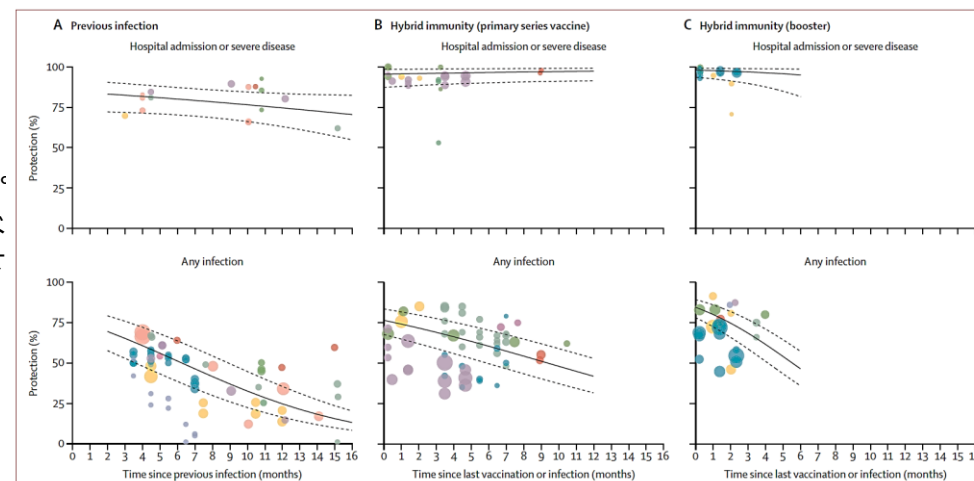 A Previous infection
B Hybrid immunity (primary series vaccine)
C Hybrid immunity (booster)
Hospital admission or severe disease
Hospital admission or severe disease
Hospital admission or severe disease
Protection (%)
100
75
50
25
0
Any infection
Any infection
Any infection
Protection (%)
100
75
50
25
0
0 1 2 3 4 5 6 7 8 9 10 11 12 13 14 15 16
0 1 2 3 4 5 6 7 8 9 10 11 12 13 14 15 16
0 1 2 3 4 5 6 7 8 9 10 11 12 13 14 15
Time since previous infection (months)
Time since last vaccination or infection (months)
Time since last vaccination or infection (months)